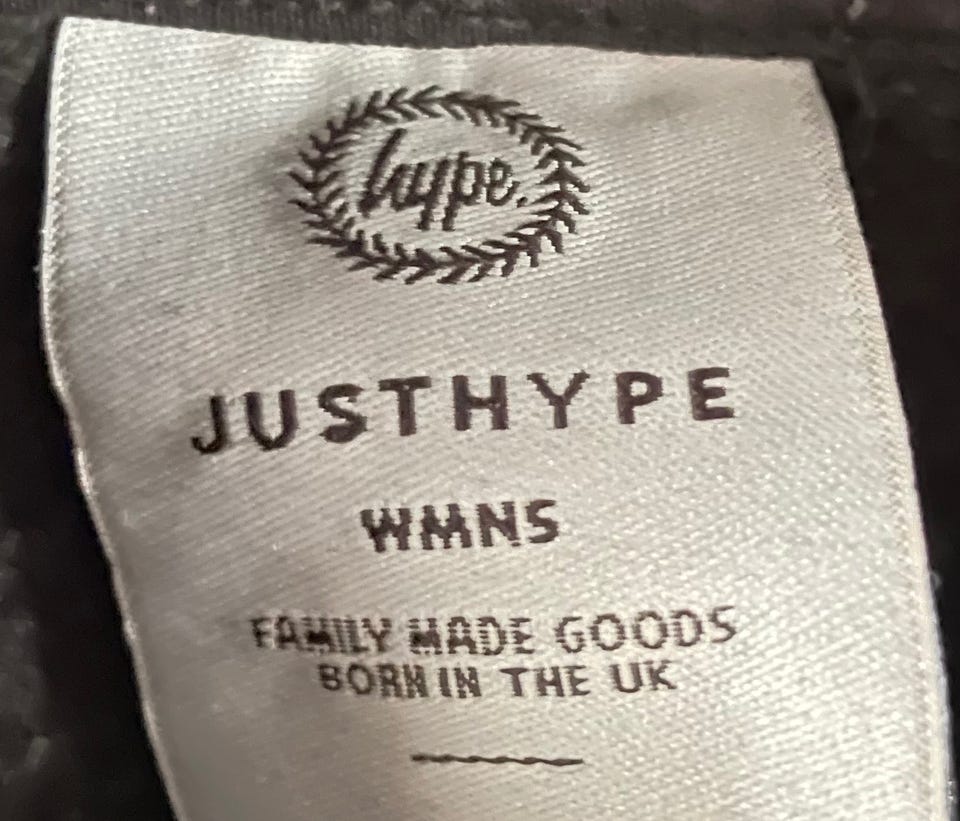 hype.
JUSTHYPE
WMNS
FAMILY MADE GOODS
BORN IN THE UK